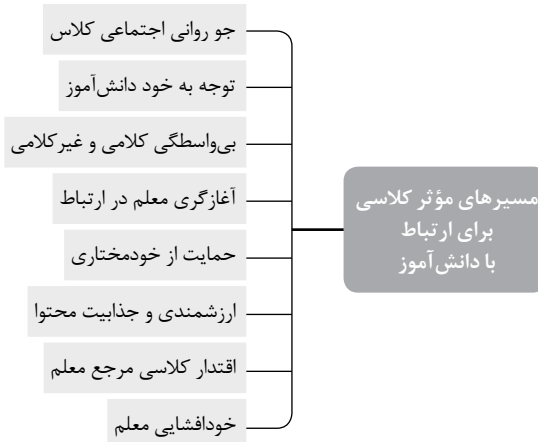 مسیرهای مؤثر کلاسی
برای ارتباط
با دانش‌آموز
جو روانی اجتماعی کلاس
توجه به خود دانش‌آموز
بی‌واسطگی کلامی و غیرکلامی
آغازگری معلم در ارتباط
حمایت از خودمختاری
ارزشمندی و جذابیت محتوا
اقتدار کلاسی مرجع معلم
خودافشایی معلم